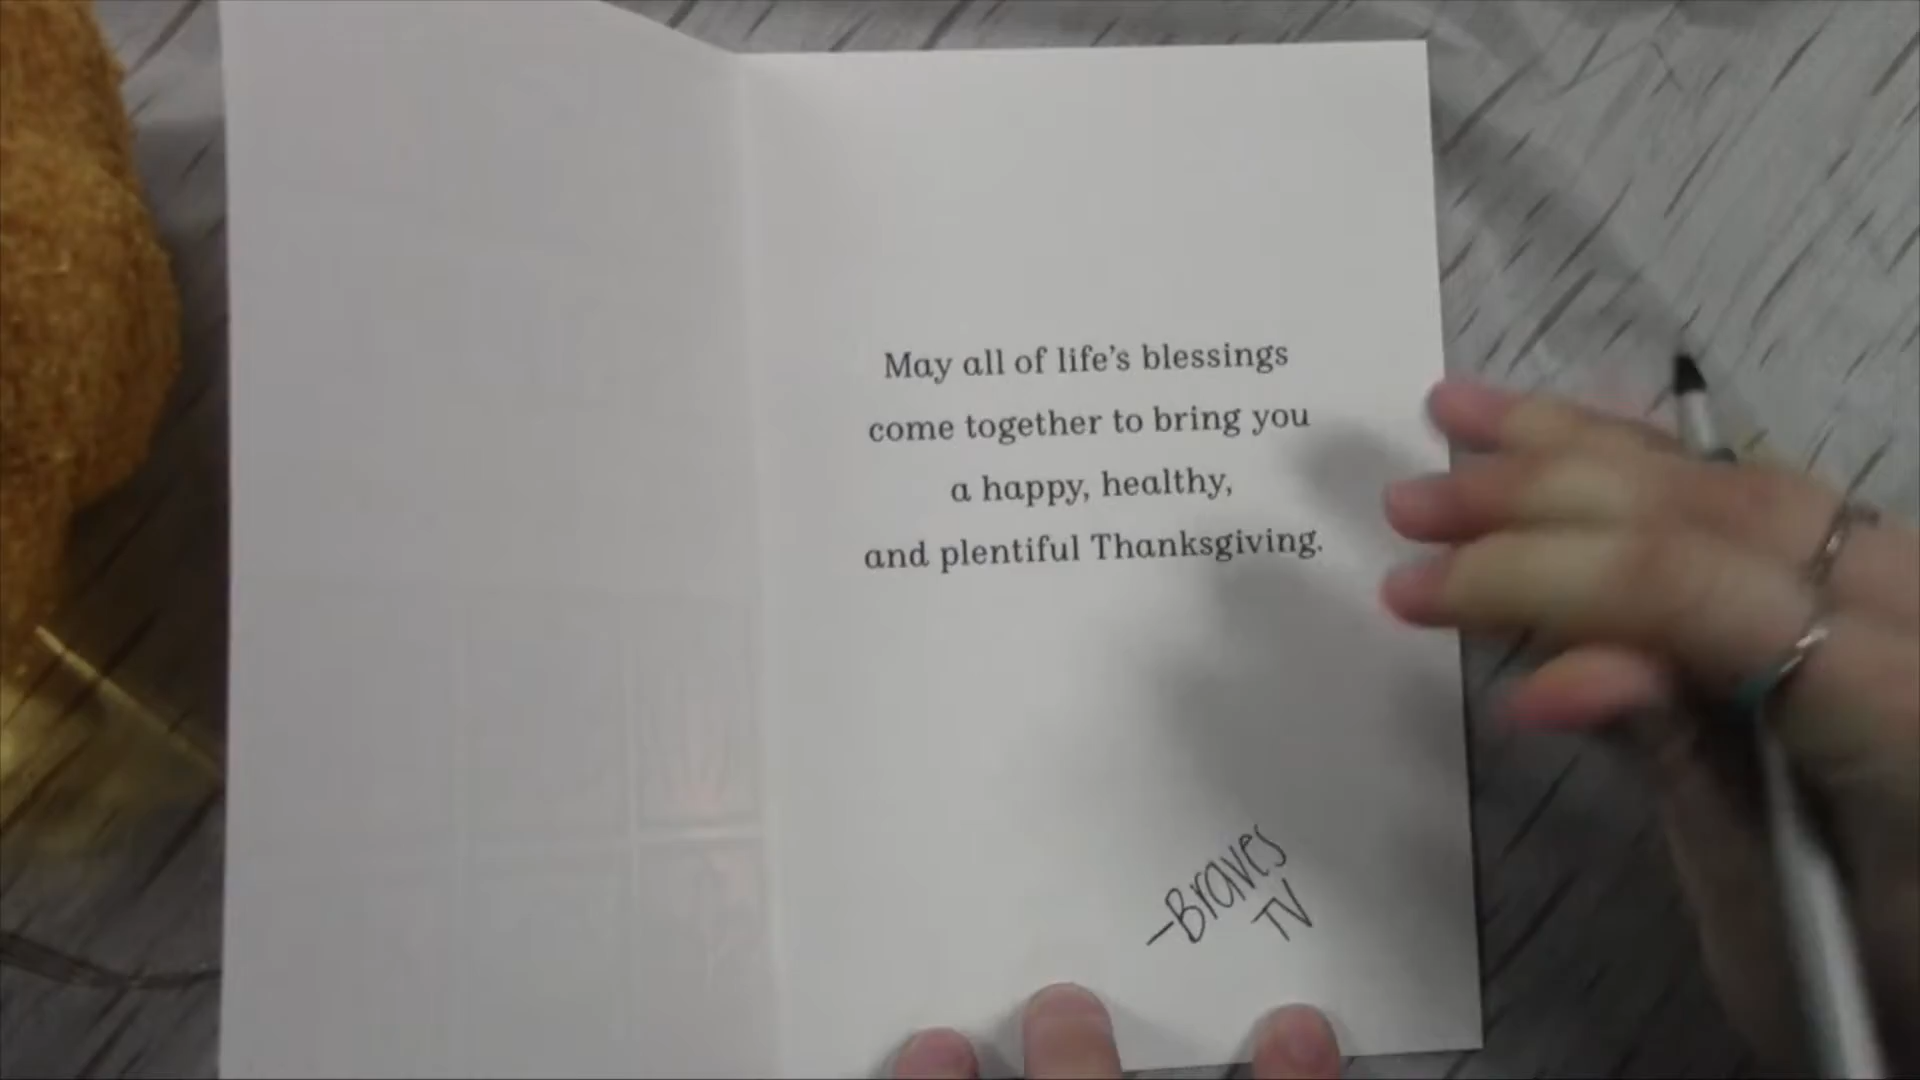 May all of life's blessings
come together to bring you
a happy, healthy,
and plentiful Thanksgiving.
-Braves
TV